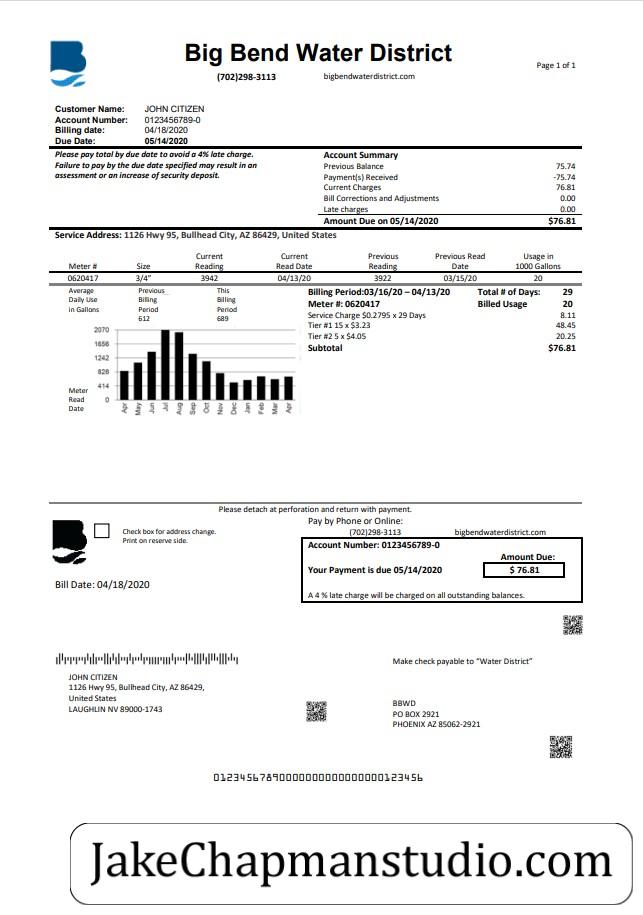 Big Bend Water District
(702)298-3113 bigbendwaterdistrict.com
Page 1 of 1
Customer Name: JOHN CITIZEN
Account Number: 0123456789-0
Billing date: 04/18/2020
Due Date: 05/14/2020
Please pay total by due date to avoid a 4% late charge.
Failure to pay by the due date specified may result in an
assessment or an increase of security deposit.
Account Summary
Previous Balance 75.74
Payment(s) Received -75.74
Current Charges 76.81
Bill Corrections and Adjustments 0.00
Late charges 0.00
Amount Due on 05/14/2020 $76.81
Service Address: 1126 Hwy 95, Bullhead City, AZ 86429, United States
Current Current Previous Previous Read Usage in
Meter # Size Reading Read Date Reading Date 1000 Gallons
0620417 3/4" 3942 04/13/20 3922 03/15/20 20
Average Previous_ This
Daily Use Billing Billing
in Gallons Period Period
612 689
2070
1656
1242
828
414
0
Meter
Read
Date
Apr May Jun Jul Aug Sep Oct Nov Dec Jan Feb Mar Apr
Billing Period:03/16/20 – 04/13/20 Total # of Days: 29
Meter #: 0620417 Billed Usage 20
Service Charge $0.2795 x 29 Days 8.11
Tier #1 15 x $3.23 48.45
Tier #2 5 x $4.05 20.25
Subtotal $76.81
Please detach at perforation and return with payment.
Check box for address change.
Print on reserve side.
Bill Date: 04/18/2020
Pay by Phone or Online:
(702)298-3113 bigbendwaterdistrict.com
Account Number: 0123456789-0
Amount Due:
Your Payment is due 05/14/2020 $ 76.81
A 4 % late charge will be charged on all outstanding balances.
Make check payable to “Water District”
JOHN CITIZEN
1126 Hwy 95, Bullhead City, AZ 86429,
United States
LAUGHLIN NV 89000-1743
BBWD
PO BOX 2921
PHOENIX AZ 85062-2921
JakeChapmanstudio.com